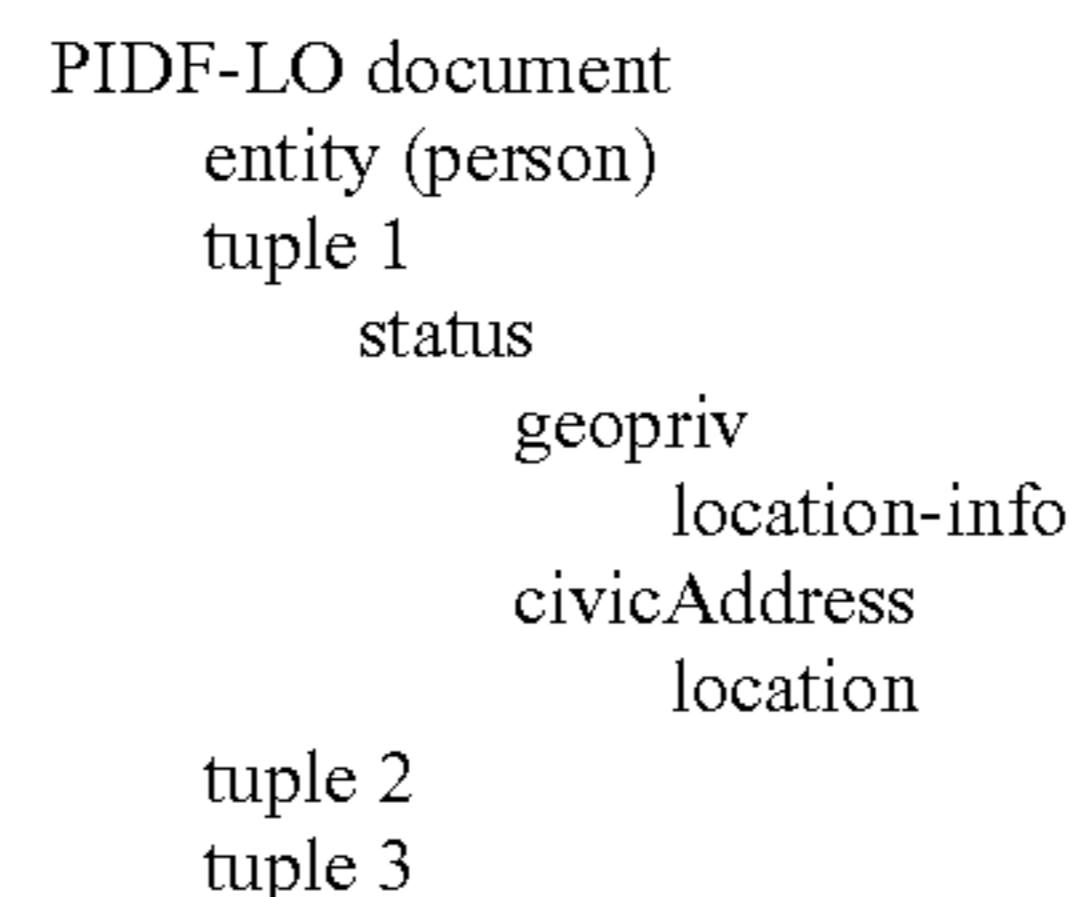 PIDF-LO document
entity (person)
tuple 1
status
geopriv
location-info
civicAddress
location
tuple 2
tuple 3